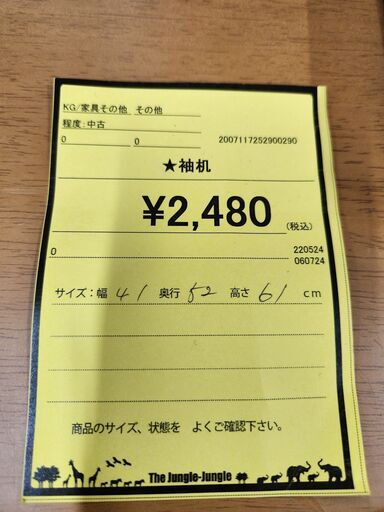 KG/家具その他 その他
程度:中古
0 0 2007117252900290
★袖机
¥2,480 (税込)
0 220524
060724
サイズ:幅 41 奥行 52 高さ 61 cm
商品のサイズ、状態を よくご確認下さい。
The Jungle-Jungle